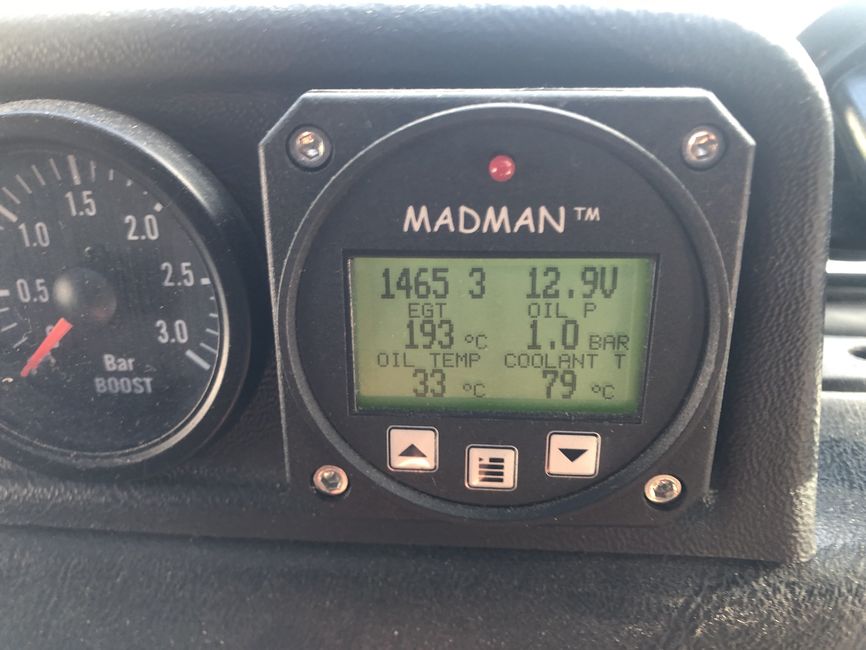 MADMAN™
1465 3 12.9V
EGT OIL P
193 °C 1.0 BAR
OIL TEMP COOLANT T
33 °C 79 °C
0.5
1.0
1.5
2.0
2.5
3.0
Bar
BOOST